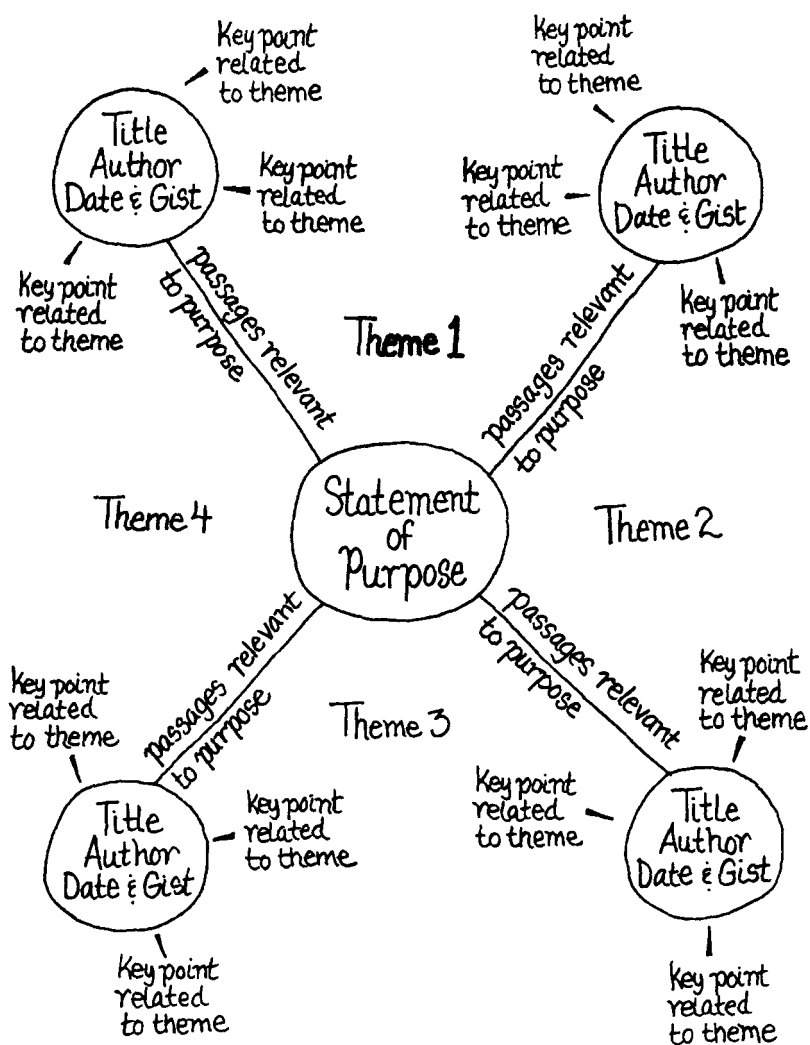 Key point
related
to theme
Title
Author
Date & Gist
Key point
related
to theme
Key point
related
to theme
passages relevant
to purpose
Key point
related
to theme
Key point
related
to theme
Title
Author
Date & Gist
Key point
related
to theme
passages relevant
to purpose
Theme 1
Theme 4
Statement
of
Purpose
Theme 2
passages relevant
to purpose
Key point
related
to theme
Title
Author
Date & Gist
Key point
related
to theme
Key point
related
to theme
Theme 3
passages relevant
to purpose
Key point
related
to theme
Key point
related
to theme
Title
Author
Date & Gist
Key point
related
to theme